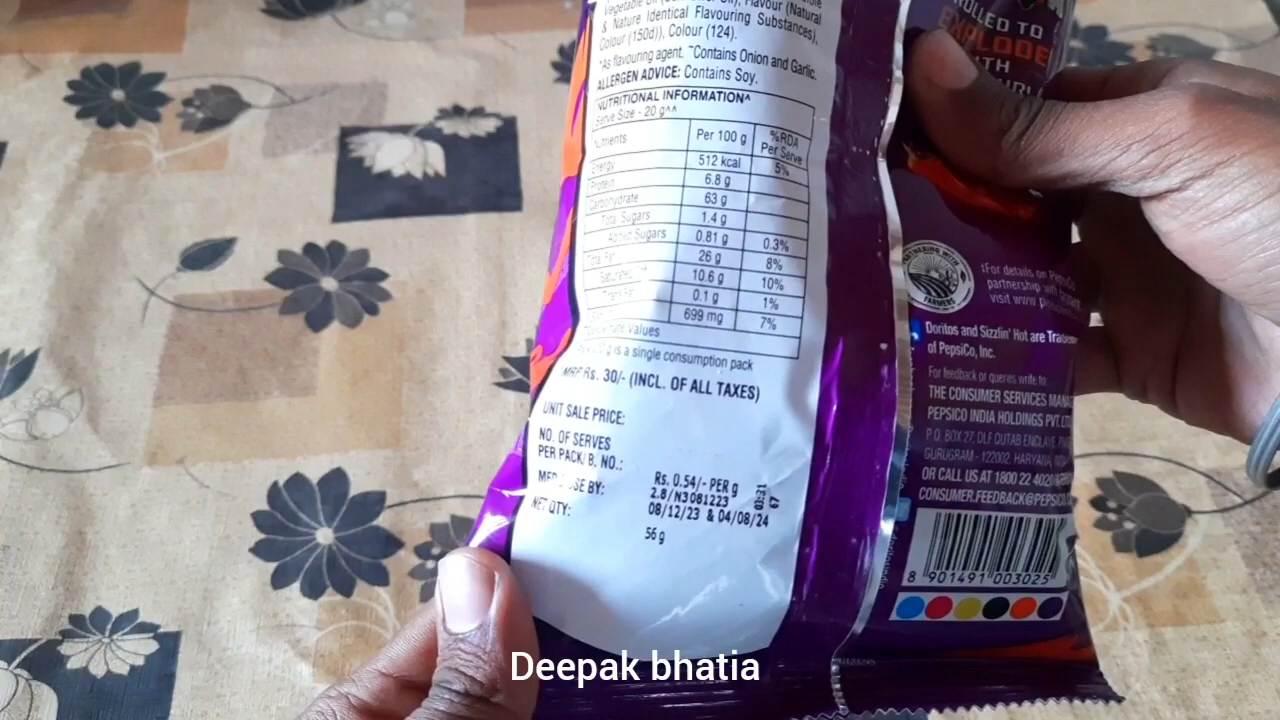 Vegetable Oil Flavour (Natural
& Nature Identical Flavouring Substances),
Colour (150d)), Colour (124).
*As flavouring agent. ~Contains Onion and Garlic.
ALLERGEN ADVICE: Contains Soy.
NUTRITIONAL INFORMATION^
Serve Size - 20 g^^
Nutrients Per 100 g %RDA Per Serve
Energy 512 kcal 5%
Protein 6.8 g
Carbohydrate 63 g
Total Sugars 1.4 g
Added Sugars 0.81 g 0.3%
Total Fat 26 g 8%
10.6 g 10%
Trans Fat 0.1 g 1%
699 mg 7%
Values
g is a single consumption pack
MRP Rs. 30/- (INCL. OF ALL TAXES)
UNIT SALE PRICE:
NO. OF SERVES
PER PACK/ B. NO.:
USE BY:
NET QTY:
Rs. 0.54/- PER g
2.8/N3081223
08/12/23 & 04/08/24
56 g
03:31
67
ROLLED TO
EXPLODE
PARTNERING WITH
FARMERS
‡For details on PepsiCo
partnership with
visit www
Doritos and Sizzlin' Hot are
of PepsiCo, Inc.
For feedback or queries write to:
THE CONSUMER SERVICES
PEPSICO INDIA HOLDINGS PVT.
P.O. BOX 27, DLF QUTAB ENCLAVE,
GURUGRAM - 122002. HARYANA,
OR CALL US AT 1800 22 4020
CONSUMER.FEEDBACK@PEPSICO
8 901491 003025
Deepak bhatia